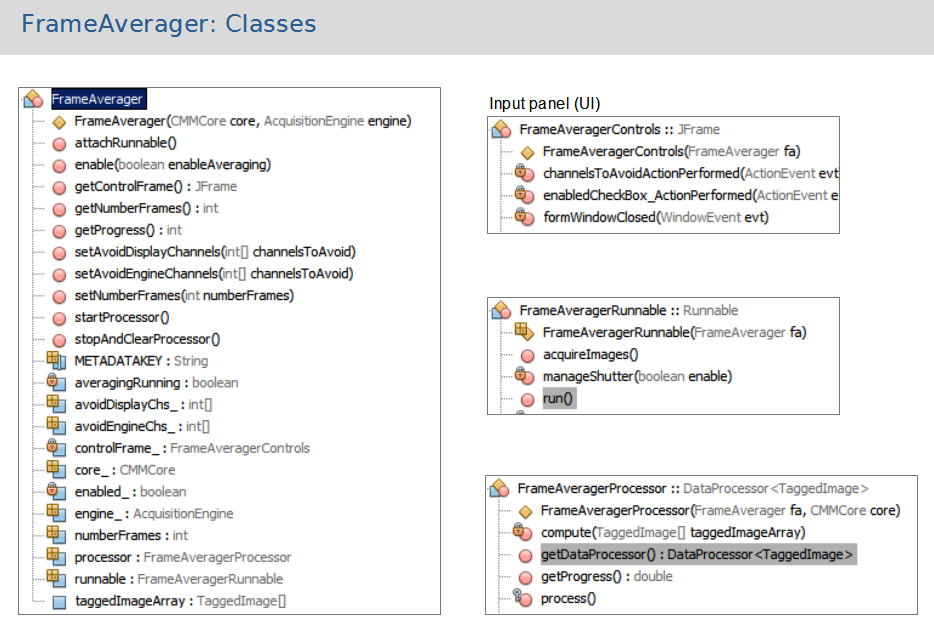 FrameAverager: Classes
FrameAverager
FrameAverager(CMMCore core, AcquisitionEngine engine)
attachRunnable()
enable(boolean enableAveraging)
getControlFrame() : JFrame
getNumberFrames() : int
getProgress() : int
setAvoidDisplayChannels(int[] channelsToAvoid)
setAvoidEngineChannels(int[] channelsToAvoid)
setNumberFrames(int numberFrames)
startProcessor()
stopAndClearProcessor()
METADATAKEY : String
averagingRunning : boolean
avoidDisplayChs_ : int[]
avoidEngineChs_ : int[]
controlFrame_ : FrameAveragerControls
core_ : CMMCore
enabled_ : boolean
engine_ : AcquisitionEngine
numberFrames : int
processor : FrameAveragerProcessor
runnable : FrameAveragerRunnable
taggedImageArray : TaggedImage[]
Input panel (UI)
FrameAveragerControls :: JFrame
FrameAveragerControls(FrameAverager fa)
channelsToAvoidActionPerformed(ActionEvent evt
enabledCheckBox_ActionPerformed(ActionEvent e
formWindowClosed(WindowEvent evt)
FrameAveragerRunnable :: Runnable
FrameAveragerRunnable(FrameAverager fa)
acquireImages()
manageShutter(boolean enable)
run()
FrameAveragerProcessor :: DataProcessor<TaggedImage>
FrameAveragerProcessor(FrameAverager fa, CMMCore core)
compute(TaggedImage[] taggedImageArray)
getDataProcessor() : DataProcessor<TaggedImage>
getProgress() : double
process()